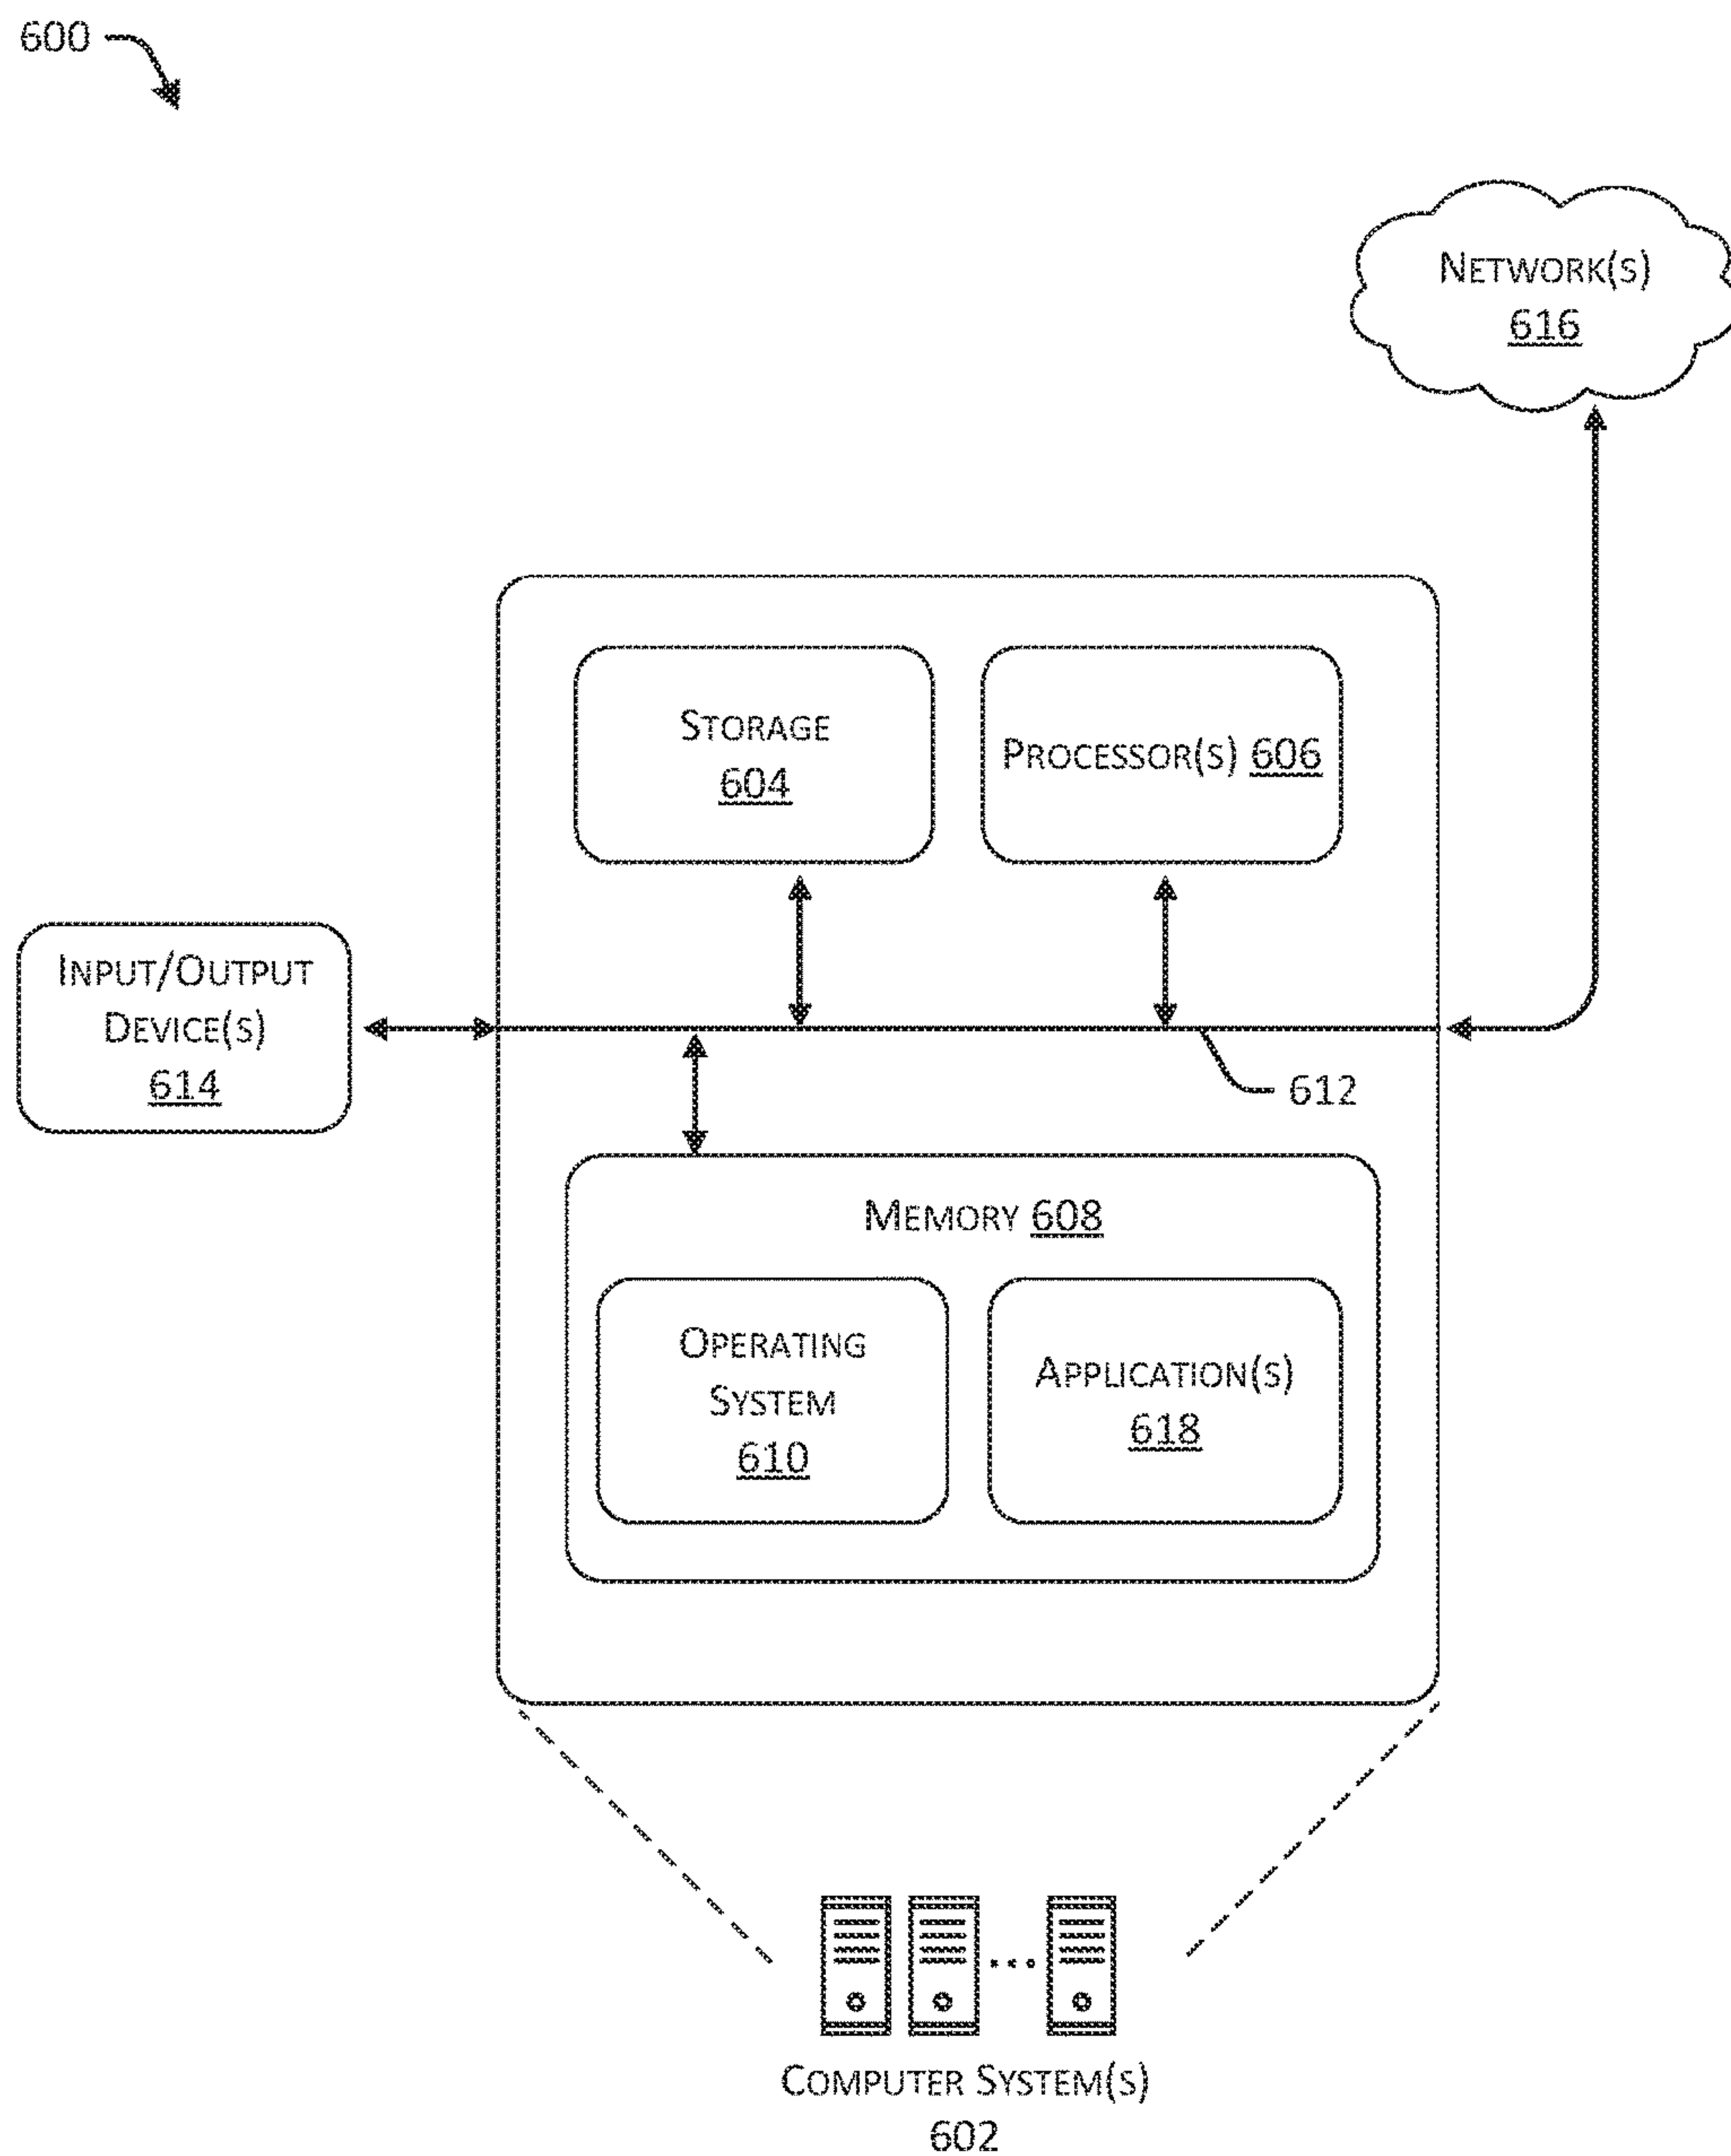 600
NETWORK(S)
616
STORAGE
604
PROCESSOR(S) 606
INPUT/OUTPUT
DEVICE(S)
614
612
MEMORY 608
OPERATING
SYSTEM
610
APPLICATION(S)
618
COMPUTER SYSTEM(S)
602